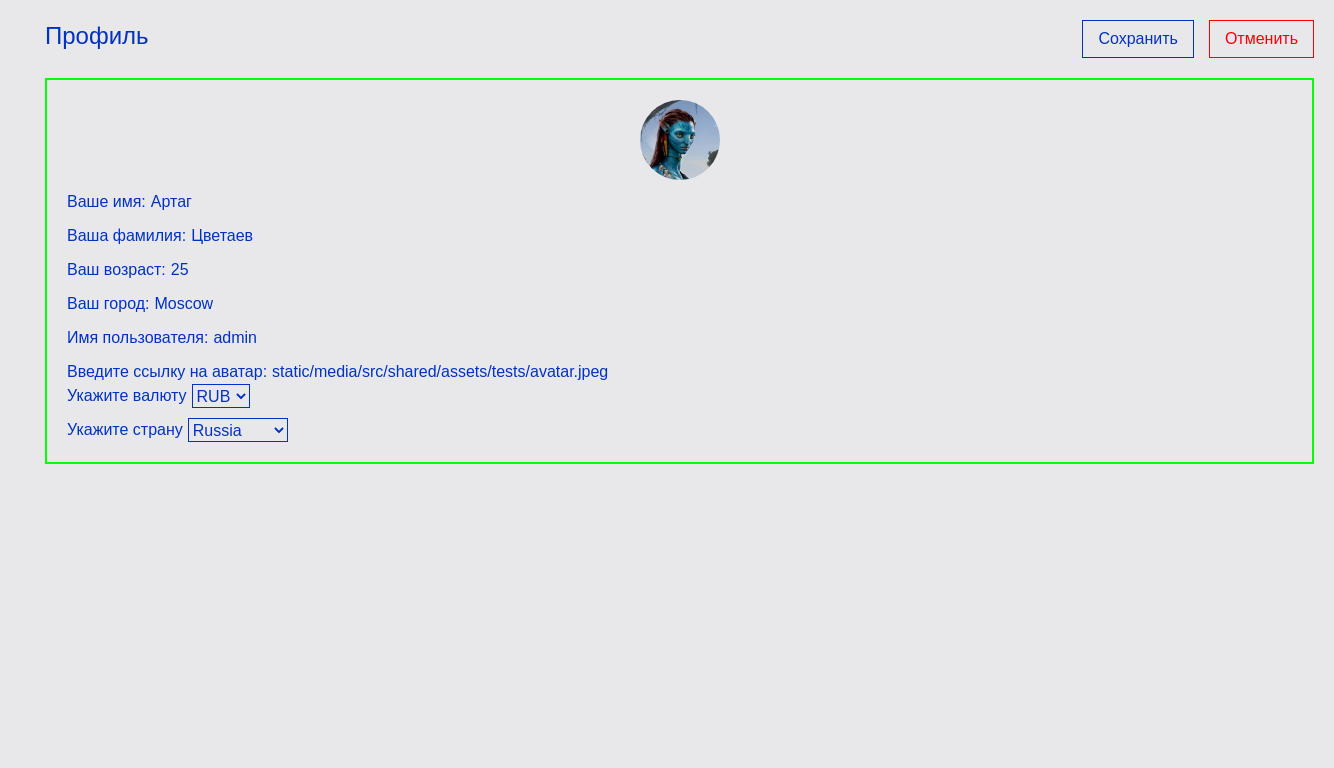 Профиль
Сохранить
Отменить
Ваше имя: Артаг
Ваша фамилия: Цветаев
Ваш возраст: 25
Ваш город: Moscow
Имя пользователя: admin
Введите ссылку на аватар: static/media/src/shared/assets/tests/avatar.jpeg
Укажите валюту RUB
Укажите страну Russia